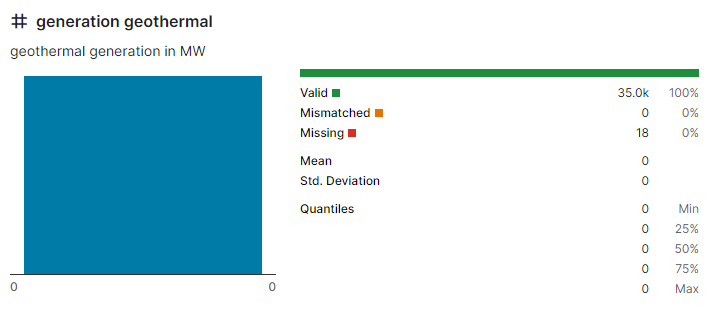 # generation geothermal
geothermal generation in MW
0 0
Valid 35.0k 100%
Mismatched 0 0%
Missing 18 0%
Mean 0
Std. Deviation 0
Quantiles 0 Min
0 25%
0 50%
0 75%
0 Max